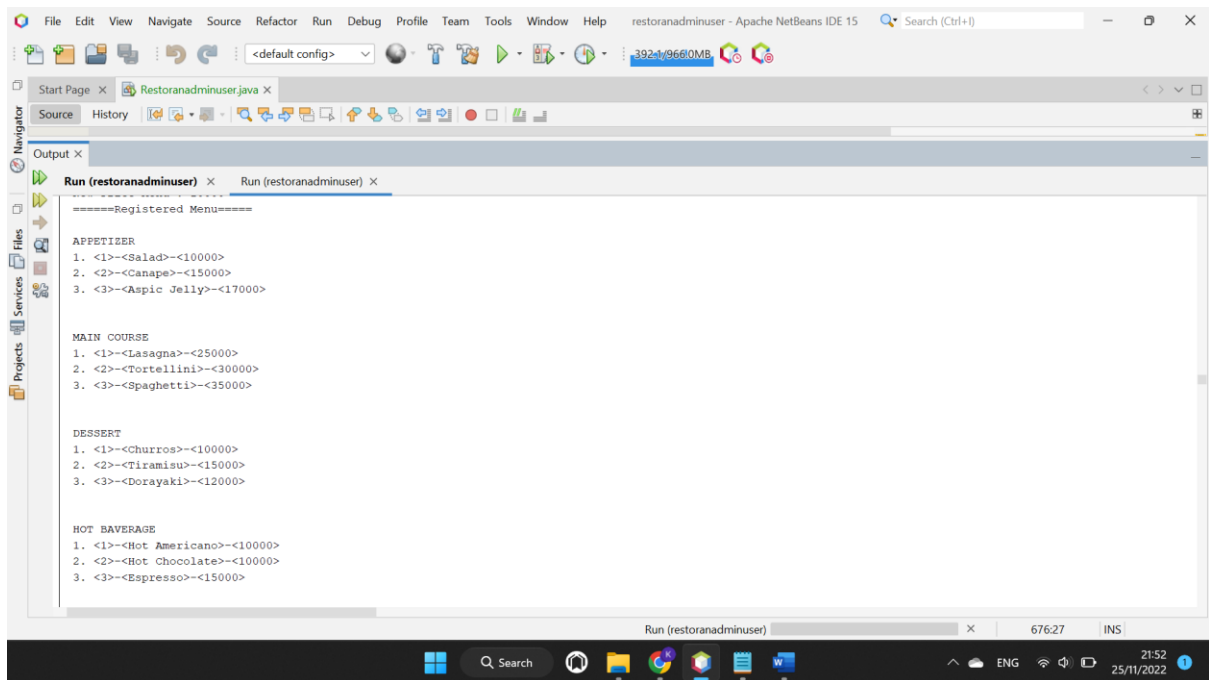 File Edit View Navigate Source Refactor Run Debug Profile Team Tools Window Help restoranadminuser - Apache NetBeans IDE 15 Search (Ctrl+I)
<default config> 392.1/966.0MB
Start Page Restoranadminuser.java
Source History
Navigator
Output
Run (restoranadminuser) Run (restoranadminuser)
======Registered Menu=====
APPETIZER
1. <1>-<Salad>-<10000>
2. <2>-<Canape>-<15000>
3. <3>-<Aspic Jelly>-<17000>
MAIN COURSE
1. <1>-<Lasagna>-<25000>
2. <2>-<Tortellini>-<30000>
3. <3>-<Spaghetti>-<35000>
DESSERT
1. <1>-<Churros>-<10000>
2. <2>-<Tiramisu>-<15000>
3. <3>-<Dorayaki>-<12000>
HOT BAVERAGE
1. <1>-<Hot Americano>-<10000>
2. <2>-<Hot Chocolate>-<10000>
3. <3>-<Espresso>-<15000>
Files
Services
Projects
Run (restoranadminuser) 676:27 INS
Search
ENG
21:52
25/11/2022
1